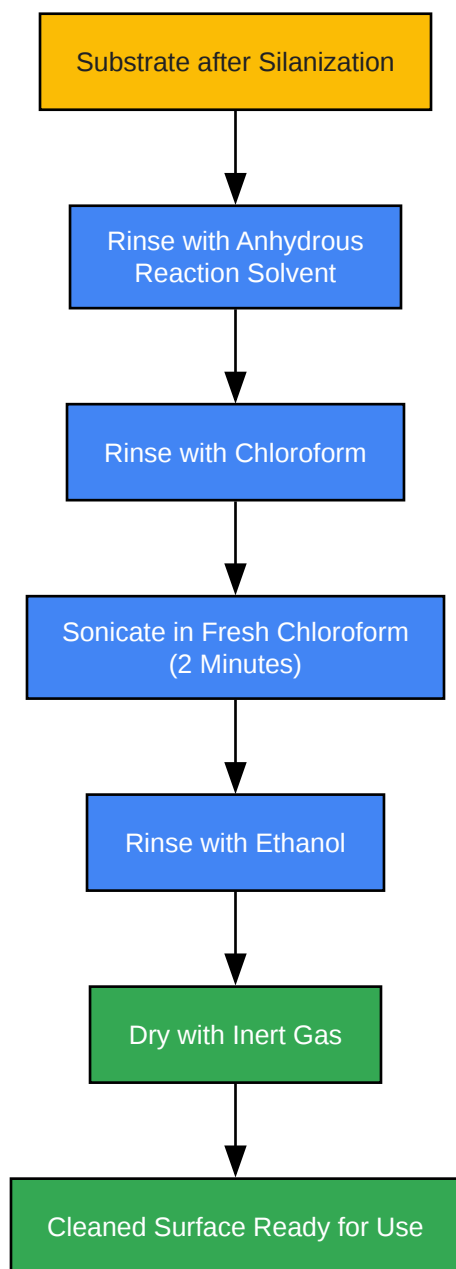 Substrate after Silanization
Rinse with Anhydrous
Reaction Solvent
Rinse with Chloroform
Sonicate in Fresh Chloroform
(2 Minutes)
Rinse with Ethanol
Dry with Inert Gas
Cleaned Surface Ready for Use